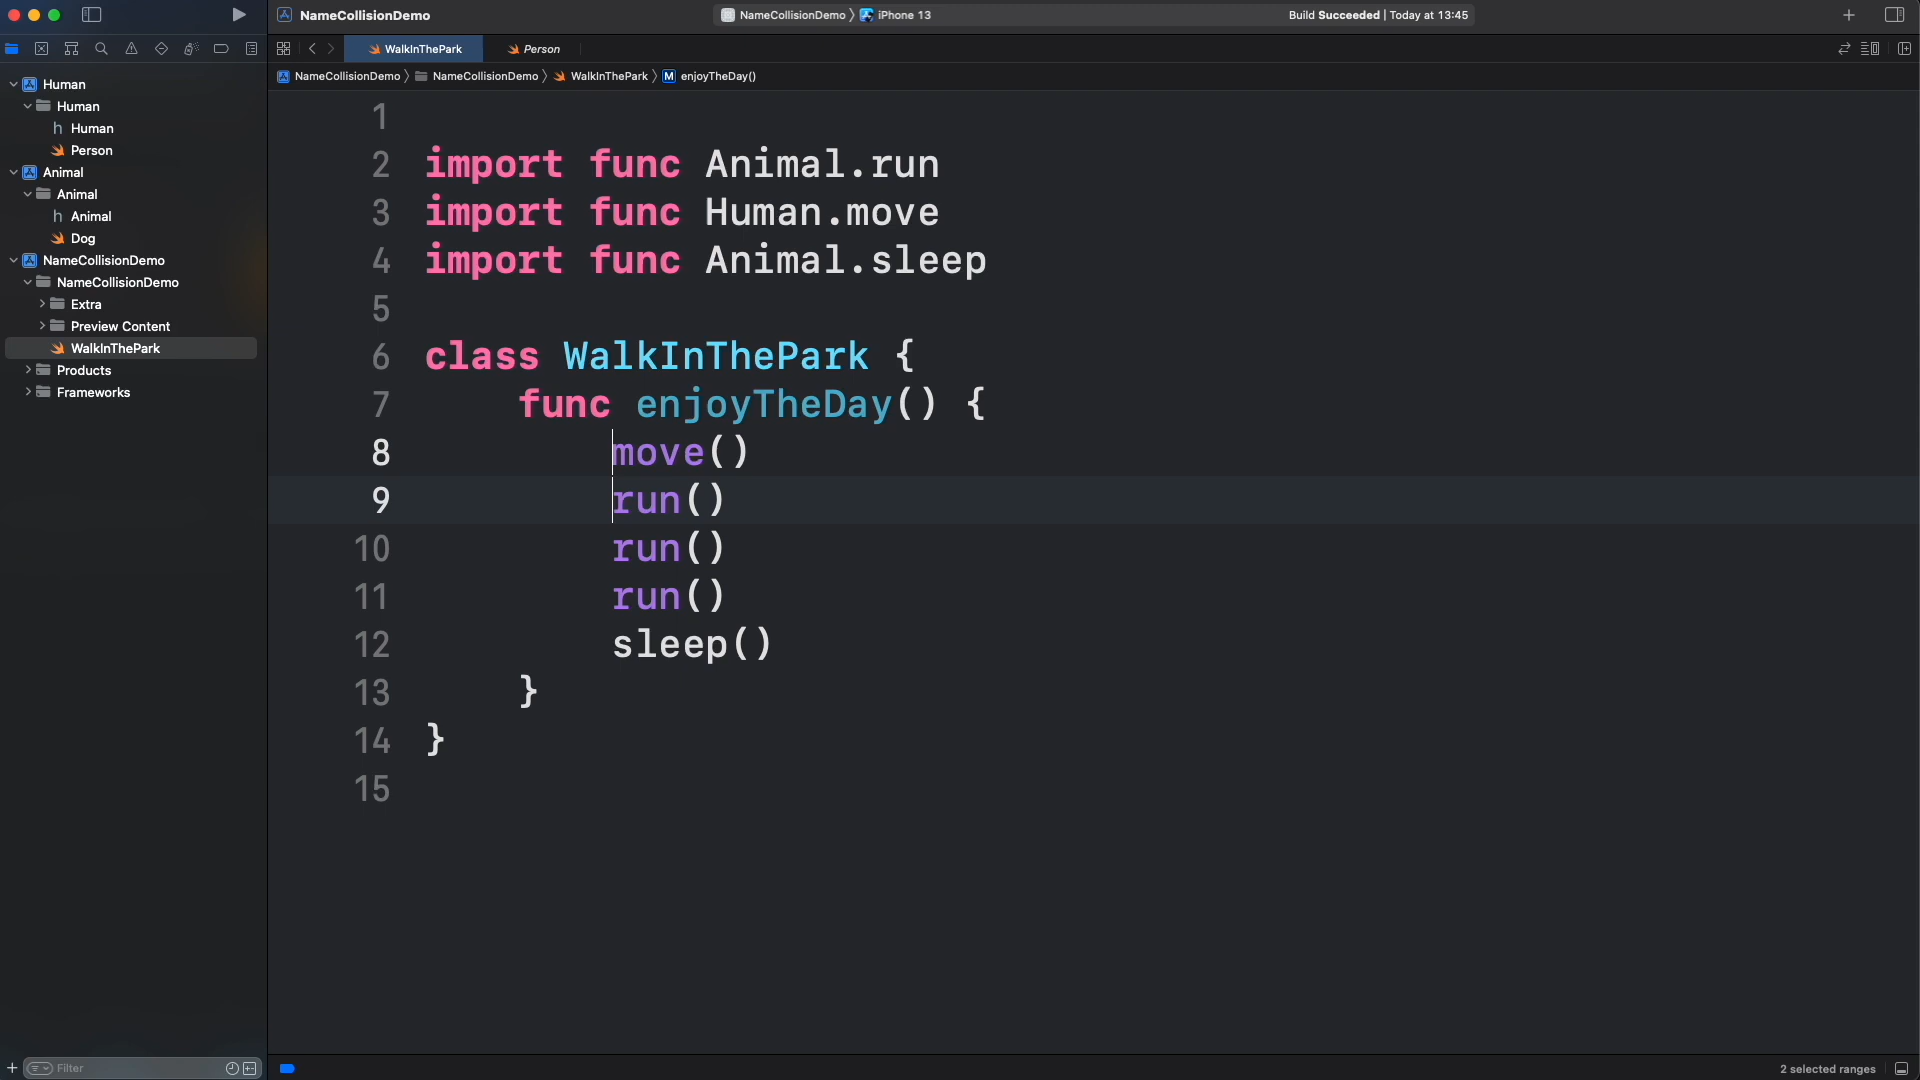 NameCollisionDemo
NameCollisionDemo
iPhone 13
Build Succeeded | Today at 13:45
WalkInThePark
Person
NameCollisionDemo
NameCollisionDemo
WalkInThePark
M
enjoyTheDay()
Human
Human
h Human
Person
Animal
Animal
h Animal
Dog
NameCollisionDemo
NameCollisionDemo
Extra
Preview Content
WalkInThePark
Products
Frameworks
1
2 import func Animal.run
3 import func Human.move
4 import func Animal.sleep
5
6 class WalkInThePark {
7 func enjoyTheDay() {
8 move()
9 run()
10 run()
11 run()
12 sleep()
13 }
14 }
15
Filter
2 selected ranges